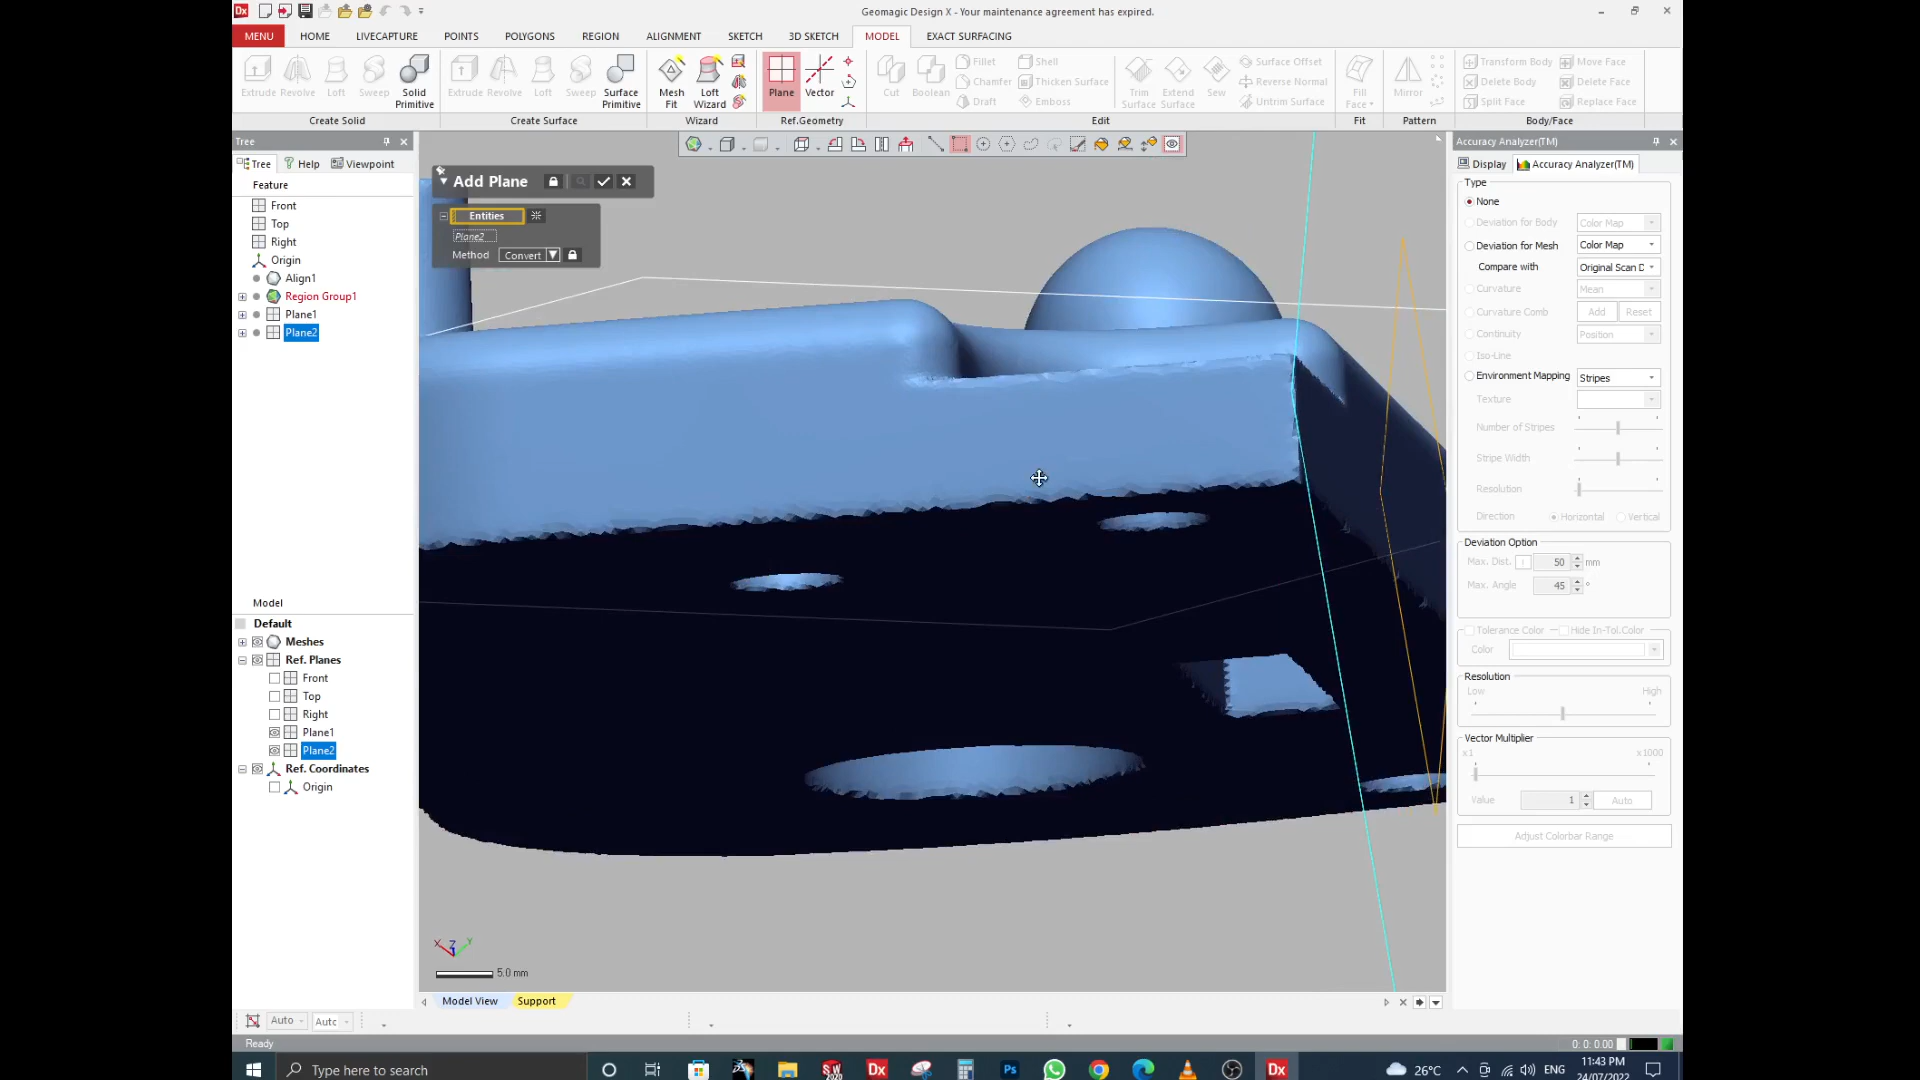 Geomagic Design X - Your maintenance agreement has expired.
MENU HOME LIVECAPTURE POINTS POLYGONS REGION ALIGNMENT SKETCH 3D SKETCH MODEL EXACT SURFACING
Extrude Revolve Loft Sweep Solid Primitive
Create Solid
Extrude Revolve Loft Sweep Surface Primitive
Create Surface
Mesh Fit Loft Wizard
Wizard
Plane Vector
Ref.Geometry
Cut Boolean Fillet Chamfer Draft Shell Thicken Surface Emboss Trim Surface Extend Surface Sew Surface Offset Reverse Normal Untrim Surface
Edit
Fill Face
Fit
Mirror
Pattern
Transform Body Delete Body Split Face Move Face Delete Face Replace Face
Body/Face
Tree
Tree Help Viewpoint
Feature
Front
Top
Right
Origin
Align1
Region Group1
Plane1
Plane2
Model
Default
Meshes
Ref. Planes
Front
Top
Right
Plane1
Plane2
Ref. Coordinates
Origin
Add Plane
Entities
Plane2
Method Convert
X Z Y
5.0 mm
Model View Support
Accuracy Analyzer(TM)
Display Accuracy Analyzer(TM)
Type
None
Deviation for Body Color Map
Deviation for Mesh Color Map
Compare with Original Scan D
Curvature Mean
Curvature Comb Add Reset
Continuity Position
Iso-Line
Environment Mapping Stripes
Texture
Number of Stripes
Stripe Width
Resolution
Direction Horizontal Vertical
Deviation Option
Max. Dist. 50 mm
Max. Angle 45 °
Tolerance Color Hide In-Tol.Color
Color
Resolution
Low High
Vector Multiplier
x1 x1000
Value 1 Auto
Adjust Colorbar Range
Auto Autc
Ready
0: 0: 0.00
Type here to search
26°C ENG
11:43 PM
24/07/2022